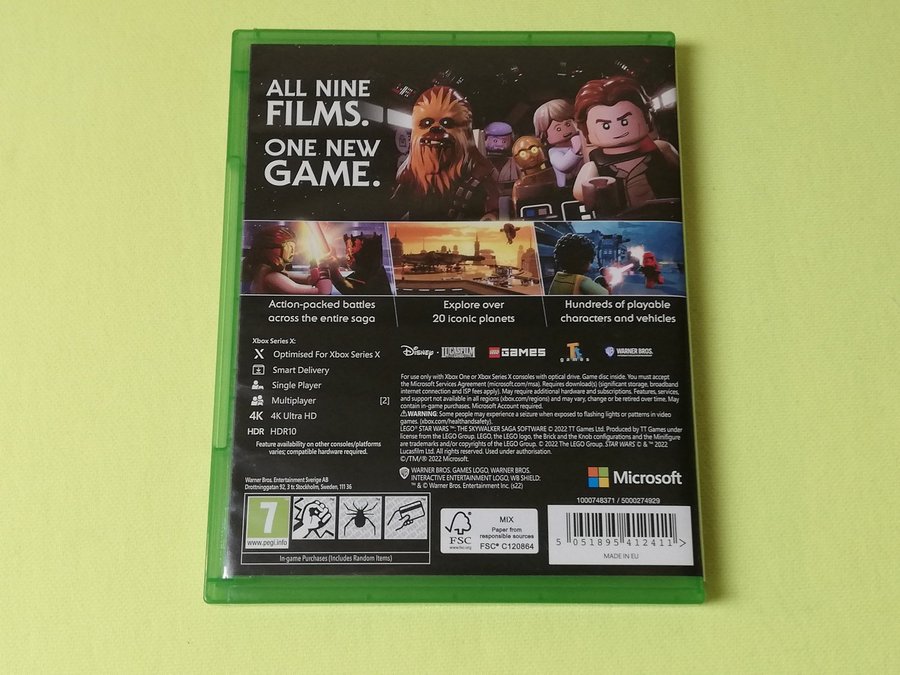 ALL NINE
FILMS.
ONE NEW
GAME.
Action-packed battles
across the entire saga
Explore over
20 iconic planets
Hundreds of playable
characters and vehicles
Xbox Series X:
X Optimised For Xbox Series X
Smart Delivery
Single Player
Multiplayer [2]
4K 4K Ultra HD
HDR HDR10
Feature availability on other consoles/platforms
varies; compatible hardware required.
Disney · LUCASFILM
LEGO GAMES
Tt games
WB WARNER BROS.
For use only with Xbox One or Xbox Series X consoles with optical drive. Game disc inside. You must accept
the Microsoft Services Agreement (microsoft.com/msa). Requires download(s) (significant storage, broadband
internet connection and ISP fees apply). May require additional hardware and subscriptions. Features, services,
and support not available in all regions (xbox.com/regions) and may vary, change or be retired over time. May
contain in-game purchases. Microsoft Account required.
⚠WARNING: Some people may experience a seizure when exposed to flashing lights or patterns in video
games. (xbox.com/healthandsafety).
LEGO® STAR WARS™: THE SKYWALKER SAGA SOFTWARE © 2022 TT Games Ltd. Produced by TT Games under
license from the LEGO Group. LEGO, the LEGO logo, the Brick and the Knob configurations and the Minifigure
are trademarks and/or copyrights of the LEGO Group. © 2022 The LEGO Group. STAR WARS © & ™ 2022
Lucasfilm Ltd. All rights reserved. Used under authorisation.
©/TM/® 2022 Microsoft.
WARNER BROS. GAMES LOGO, WARNER BROS.
INTERACTIVE ENTERTAINMENT LOGO, WB SHIELD:
™ & © Warner Bros. Entertainment Inc. (s22)
Microsoft
Warner Bros. Entertainment Sverige AB
Drottninggatan 92, 3 tr. Stockholm, Sweden, 111 36
1000748371 / 5000274929
7
www.pegi.info
In-game Purchases (Includes Random Items)
FSC
www.fsc.org
MIX
Paper from
responsible sources
FSC® C120864
5 051895 412411 >
MADE IN EU